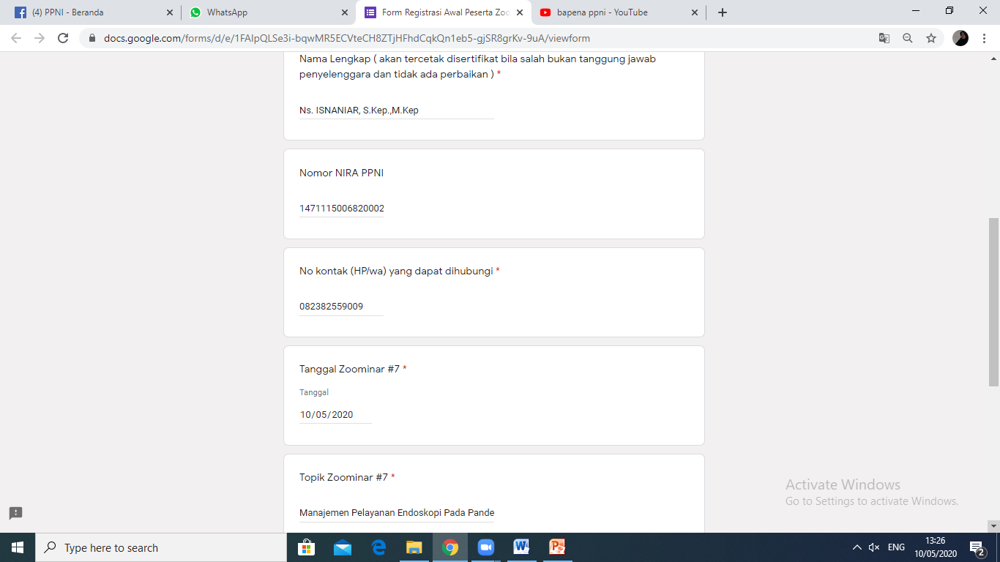 (4) PPNI - Beranda
WhatsApp
Form Registrasi Awal Peserta Zoo
bapena ppni - YouTube
docs.google.com/forms/d/e/1FAIpQLSe3i-bqwMR5ECVteCH8ZTjHFhdCqkQn1eb5-gjSR8grKv-9uA/viewform
Nama Lengkap ( akan tercetak disertifikat bila salah bukan tanggung jawab
penyelenggara dan tidak ada perbaikan ) *
Ns. ISNANIAR, S.Kep.,M.Kep
Nomor NIRA PPNI
1471115006820002
No kontak (HP/wa) yang dapat dihubungi *
082382559009
Tanggal Zoominar #7 *
Tanggal
10/05/2020
Topik Zoominar #7 *
Manajemen Pelayanan Endoskopi Pada Pande
Activate Windows
Go to Settings to activate Windows.
Type here to search
ENG
13:26
10/05/2020
2